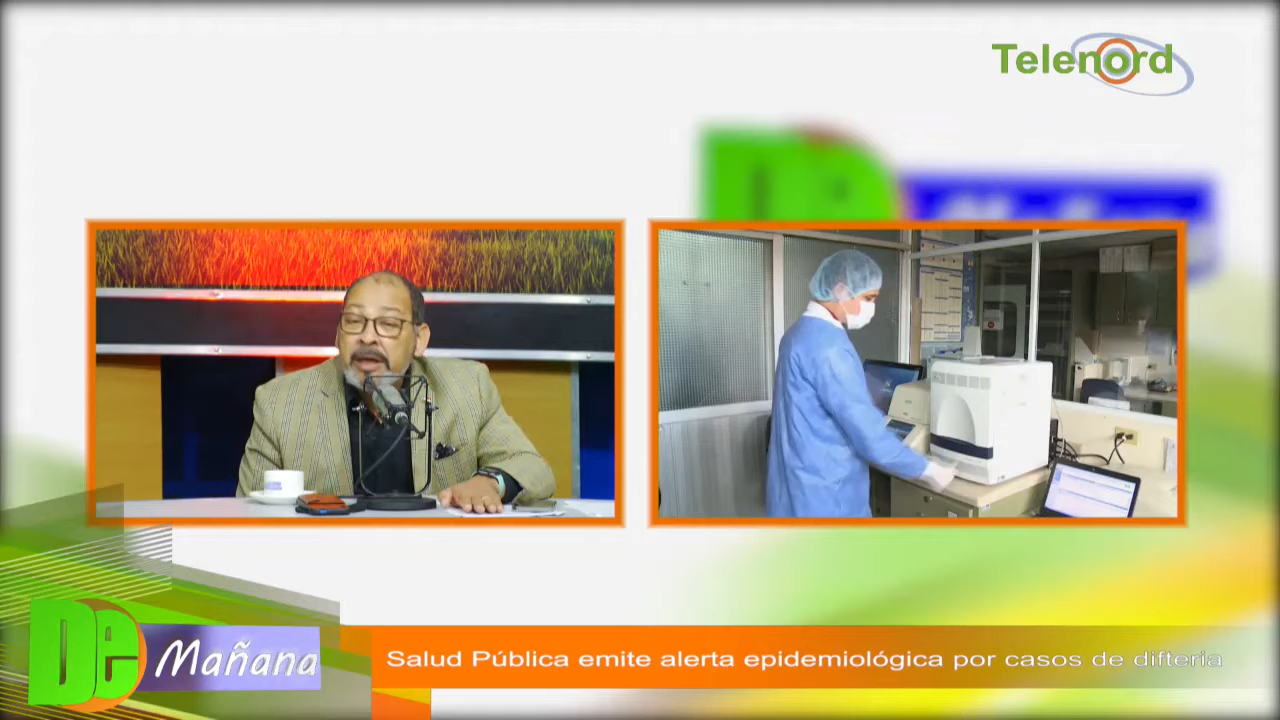 Telenord
De
Mañana
Salud Pública emite alerta epidemiológica por casos de difteria